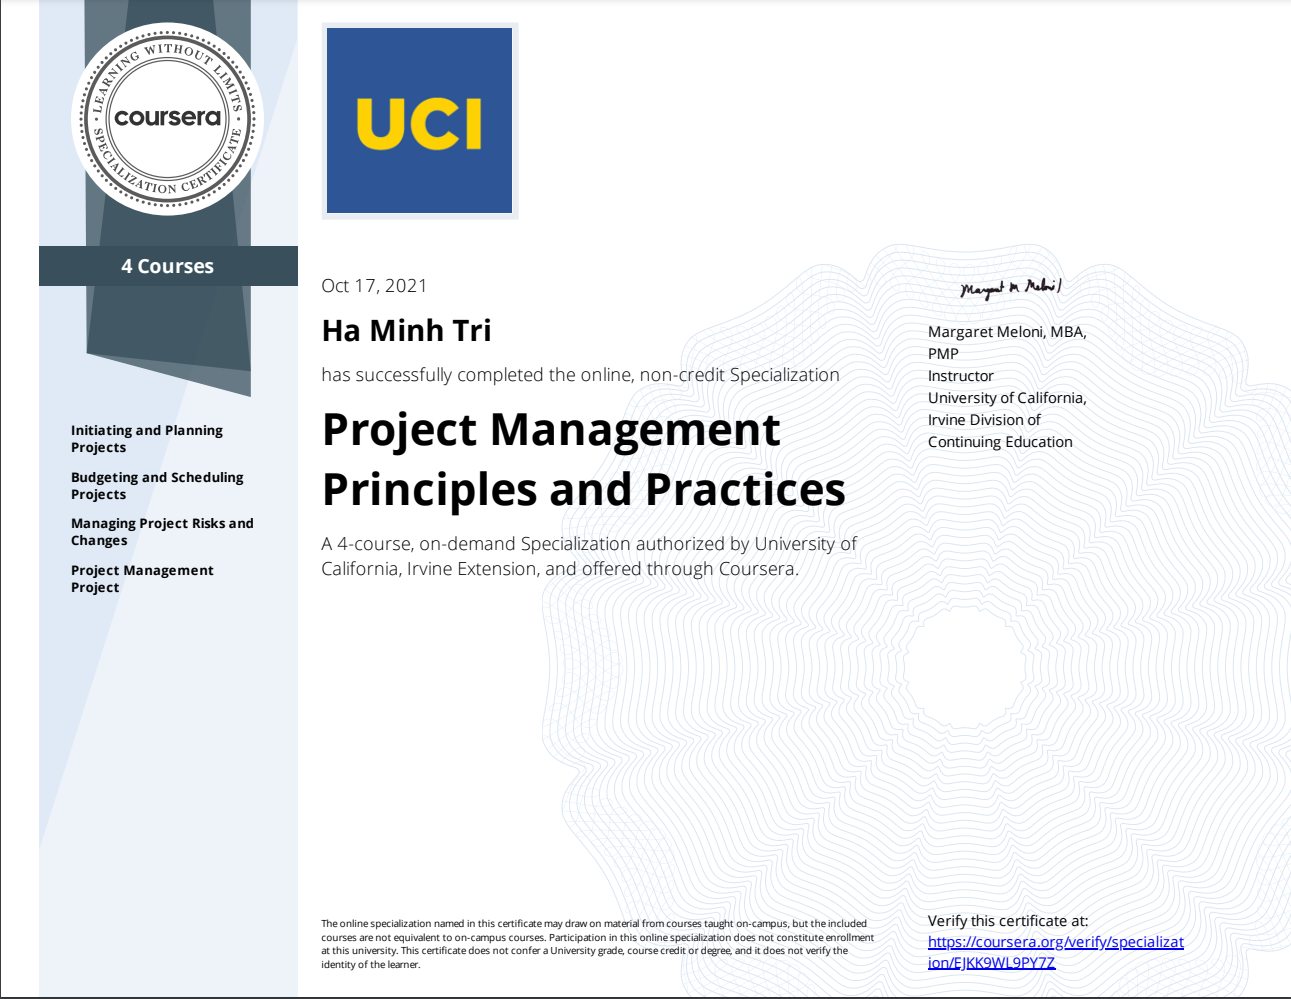 LEARNING WITHOUT LIMITS
coursera
SPECIALIZATION CERTIFICATE
4 Courses
Initiating and Planning
Projects
Budgeting and Scheduling
Projects
Managing Project Risks and
Changes
Project Management
Project
UCI
Oct 17, 2021
Ha Minh Tri
has successfully completed the online, non-credit Specialization
Project Management
Principles and Practices
A 4-course, on-demand Specialization authorized by University of
California, Irvine Extension, and offered through Coursera.
Margaret M Meloni
Margaret Meloni, MBA,
PMP
Instructor
University of California,
Irvine Division of
Continuing Education
The online specialization named in this certificate may draw on material from courses taught on-campus, but the included
courses are not equivalent to on-campus courses. Participation in this online specialization does not constitute enrollment
at this university. This certificate does not confer a University grade, course credit or degree, and it does not verify the
identity of the learner.
Verify this certificate at:
https://coursera.org/verify/specializat
ion/EJKK9WL9PY7Z